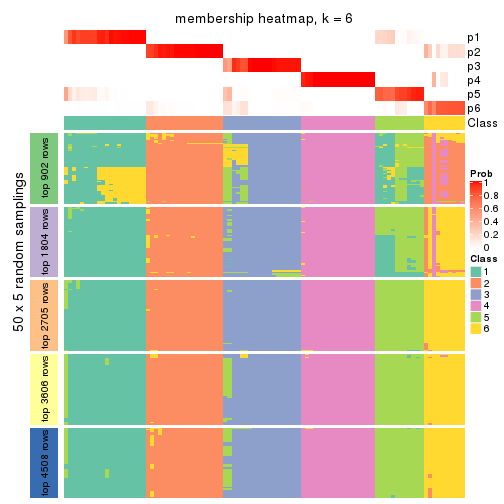 membership heatmap, k = 6
p1
p2
p3
p4
p5
p6
Class
50 x 5 random samplings
top 902 rows
top 1804 rows
top 2705 rows
top 3606 rows
top 4508 rows
Prob
1
0.8
0.6
0.4
0.2
0
Class
1
2
3
4
5
6